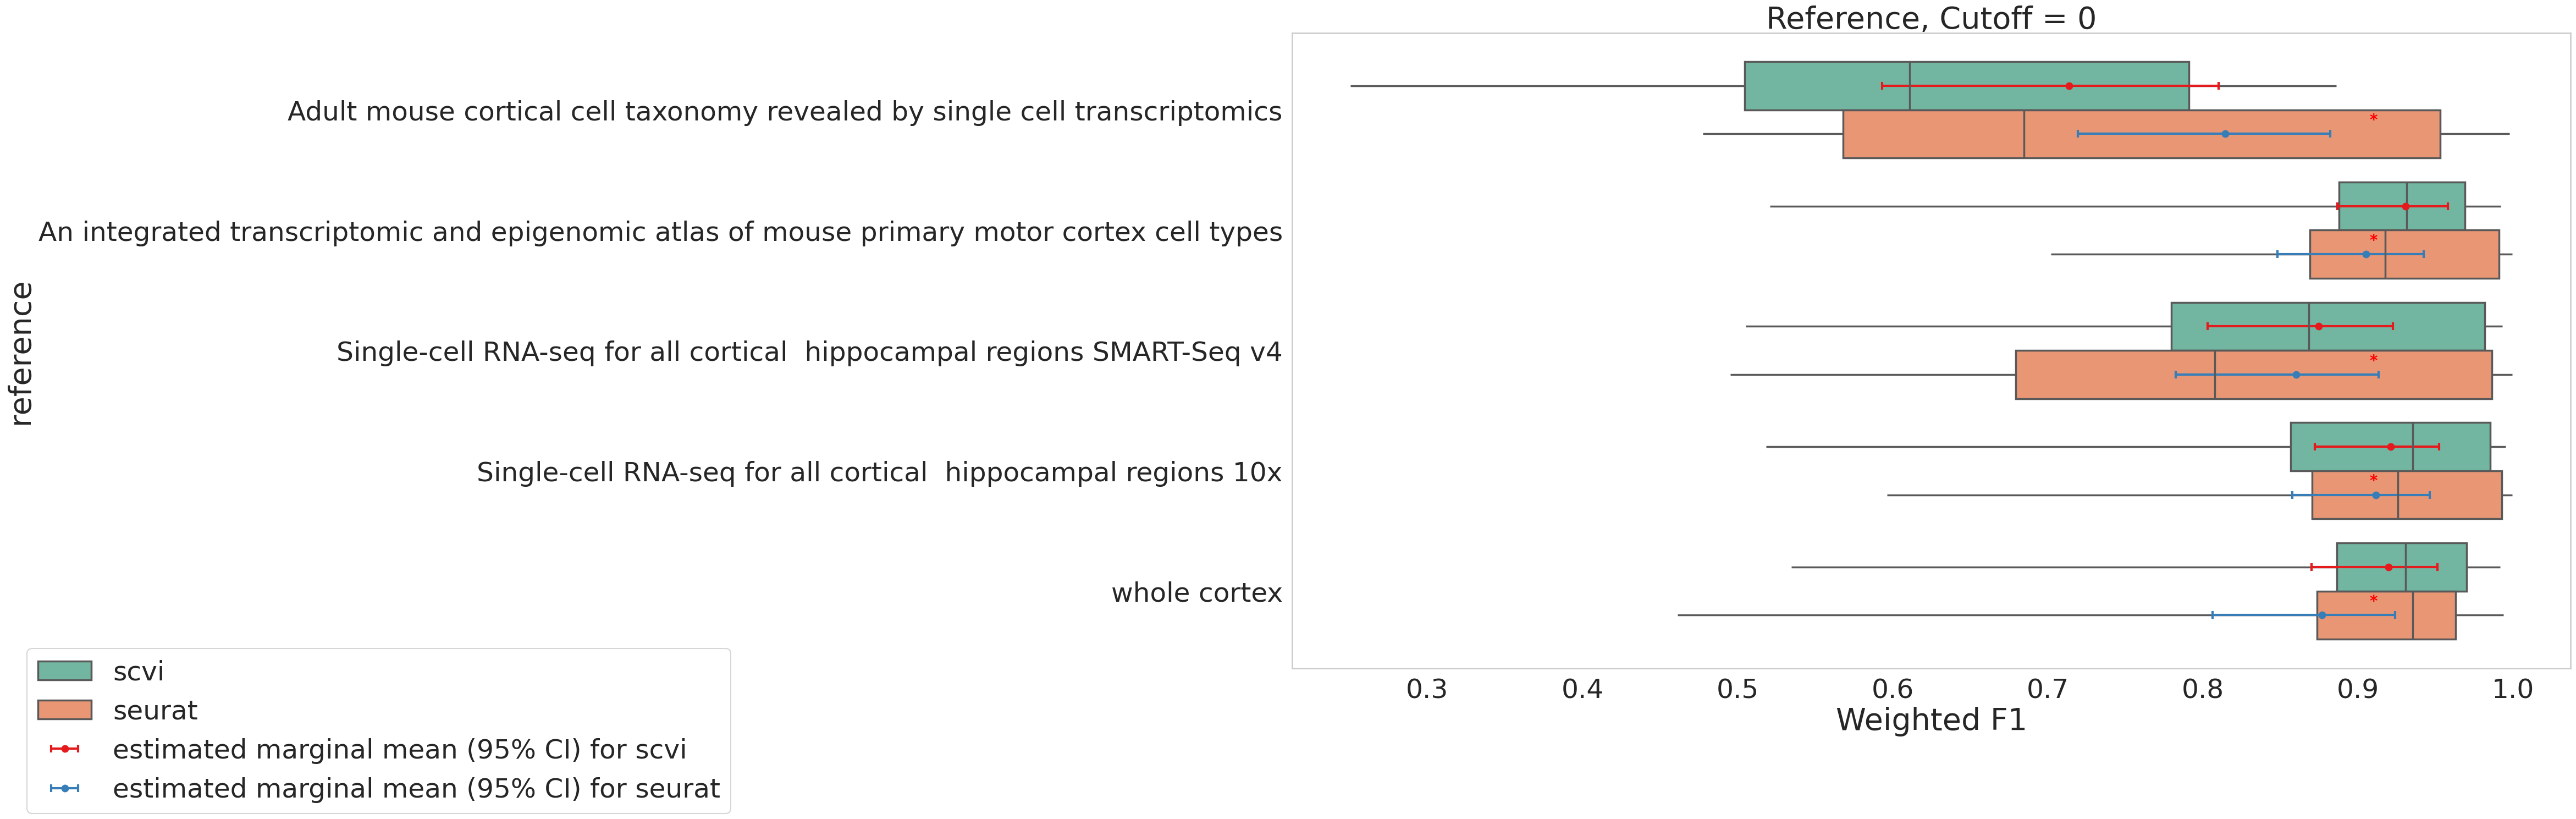 Reference, Cutoff = 0
reference
Adult mouse cortical cell taxonomy revealed by single cell transcriptomics
*
An integrated transcriptomic and epigenomic atlas of mouse primary motor cortex cell types
*
Single-cell RNA-seq for all cortical  hippocampal regions SMART-Seq v4
*
Single-cell RNA-seq for all cortical  hippocampal regions 10x
*
whole cortex
*
0.3 0.4 0.5 0.6 0.7 0.8 0.9 1.0
Weighted F1
scvi
seurat
estimated marginal mean (95% CI) for scvi
estimated marginal mean (95% CI) for seurat